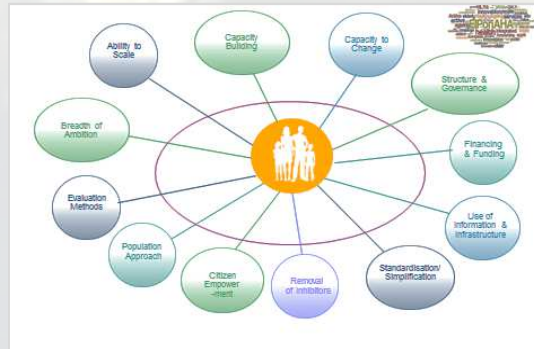 Capacity
Building
Capacity to
Change
Ability to
Scale
Structure &
Governance
Breadth of
Ambition
Financing
& Funding
Evaluation
Methods
Use of
Information &
Infrastructure
Population
Approach
Citizen
Empower
-ment
Removal
of Inhibitors
Standardisation/
Simplification